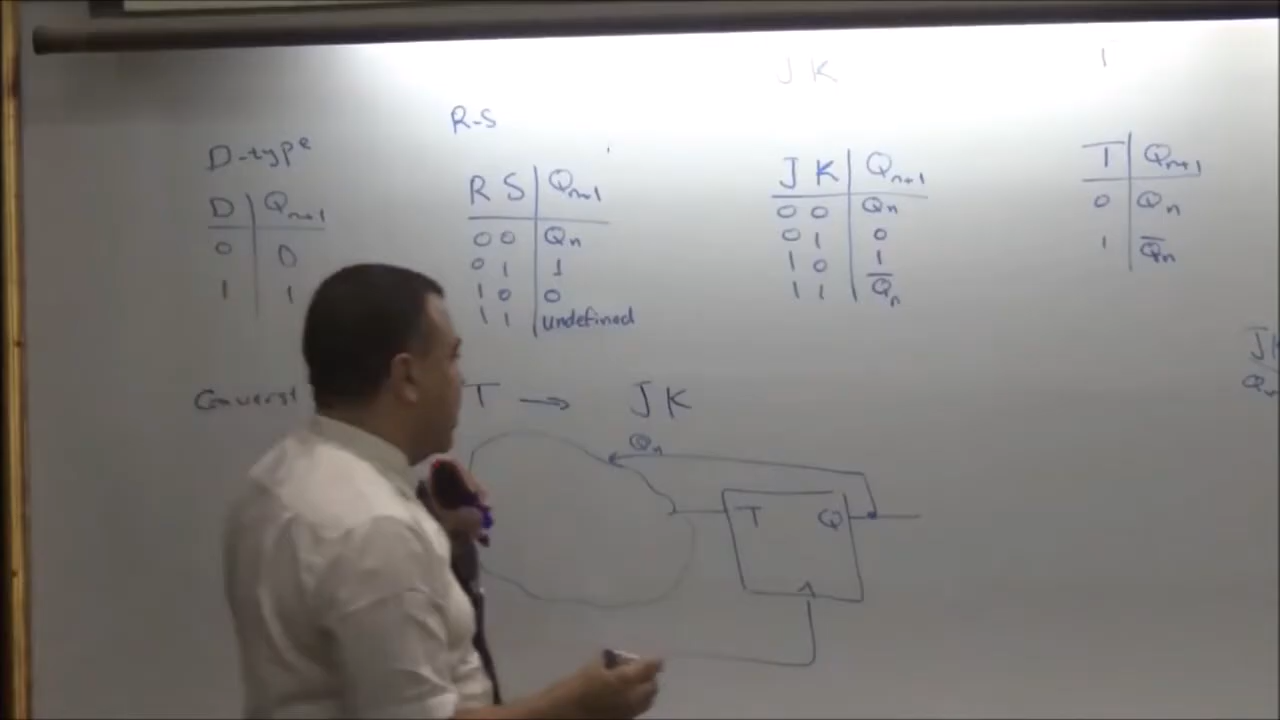 J K
R-S
D-type
D Qn+1
0 0
1 1
R S Qn+1
0 0 Qn
0 1 1
1 0 0
1 1 undefined
J K Qn+1
0 0 Qn
0 1 0
1 0 1
1 1 Q̅n
T Qn+1
0 Qn
1 Q̅n
T → JK
Qn
T Q